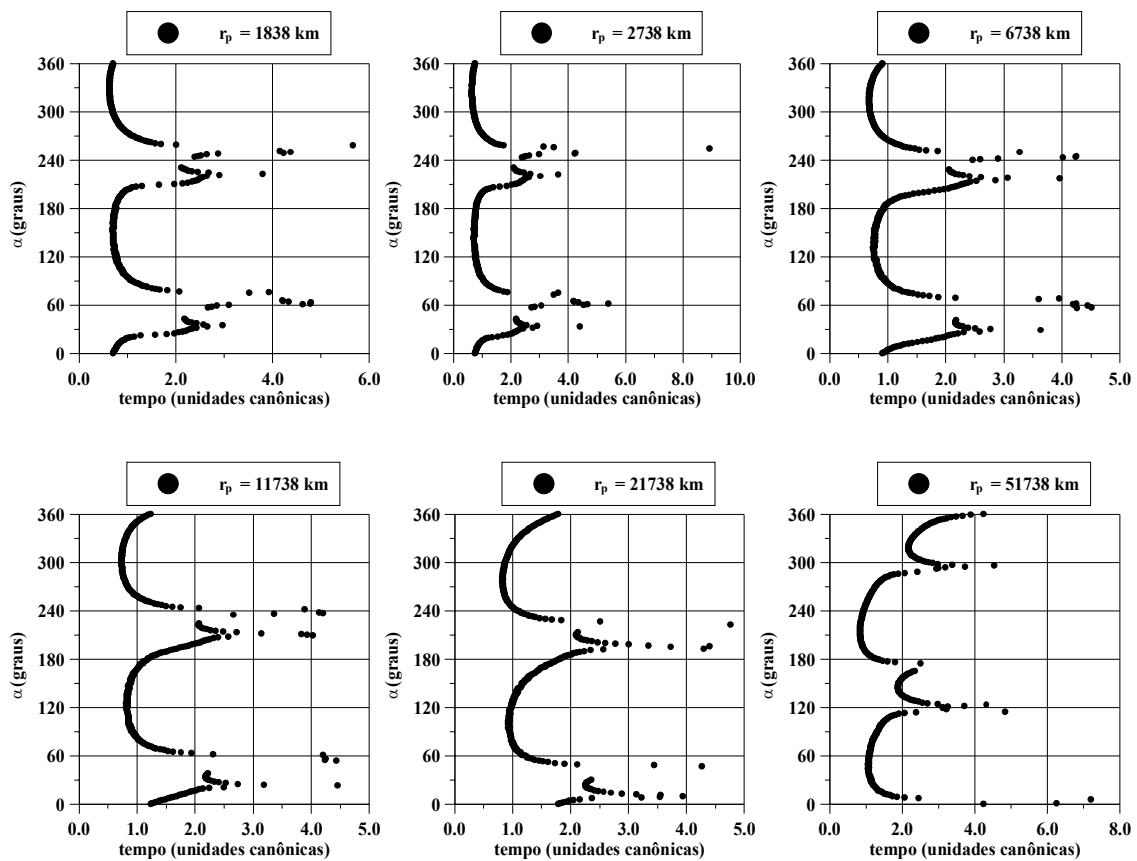 r_p = 1838 km
360
300
240
180
120
60
0
α (graus)
0.0 2.0 4.0 6.0
tempo (unidades canônicas)
r_p = 2738 km
360
300
240
180
120
60
0
α (graus)
0.0 2.0 4.0 6.0 8.0 10.0
tempo (unidades canônicas)
r_p = 6738 km
360
300
240
180
120
60
0
α (graus)
0.0 1.0 2.0 3.0 4.0 5.0
tempo (unidades canônicas)
r_p = 11738 km
360
300
240
180
120
60
0
α (graus)
0.0 1.0 2.0 3.0 4.0 5.0
tempo (unidades canônicas)
r_p = 21738 km
360
300
240
180
120
60
0
α (graus)
0.0 1.0 2.0 3.0 4.0 5.0
tempo (unidades canônicas)
r_p = 51738 km
360
300
240
180
120
60
0
α (graus)
0.0 2.0 4.0 6.0 8.0
tempo (unidades canônicas)